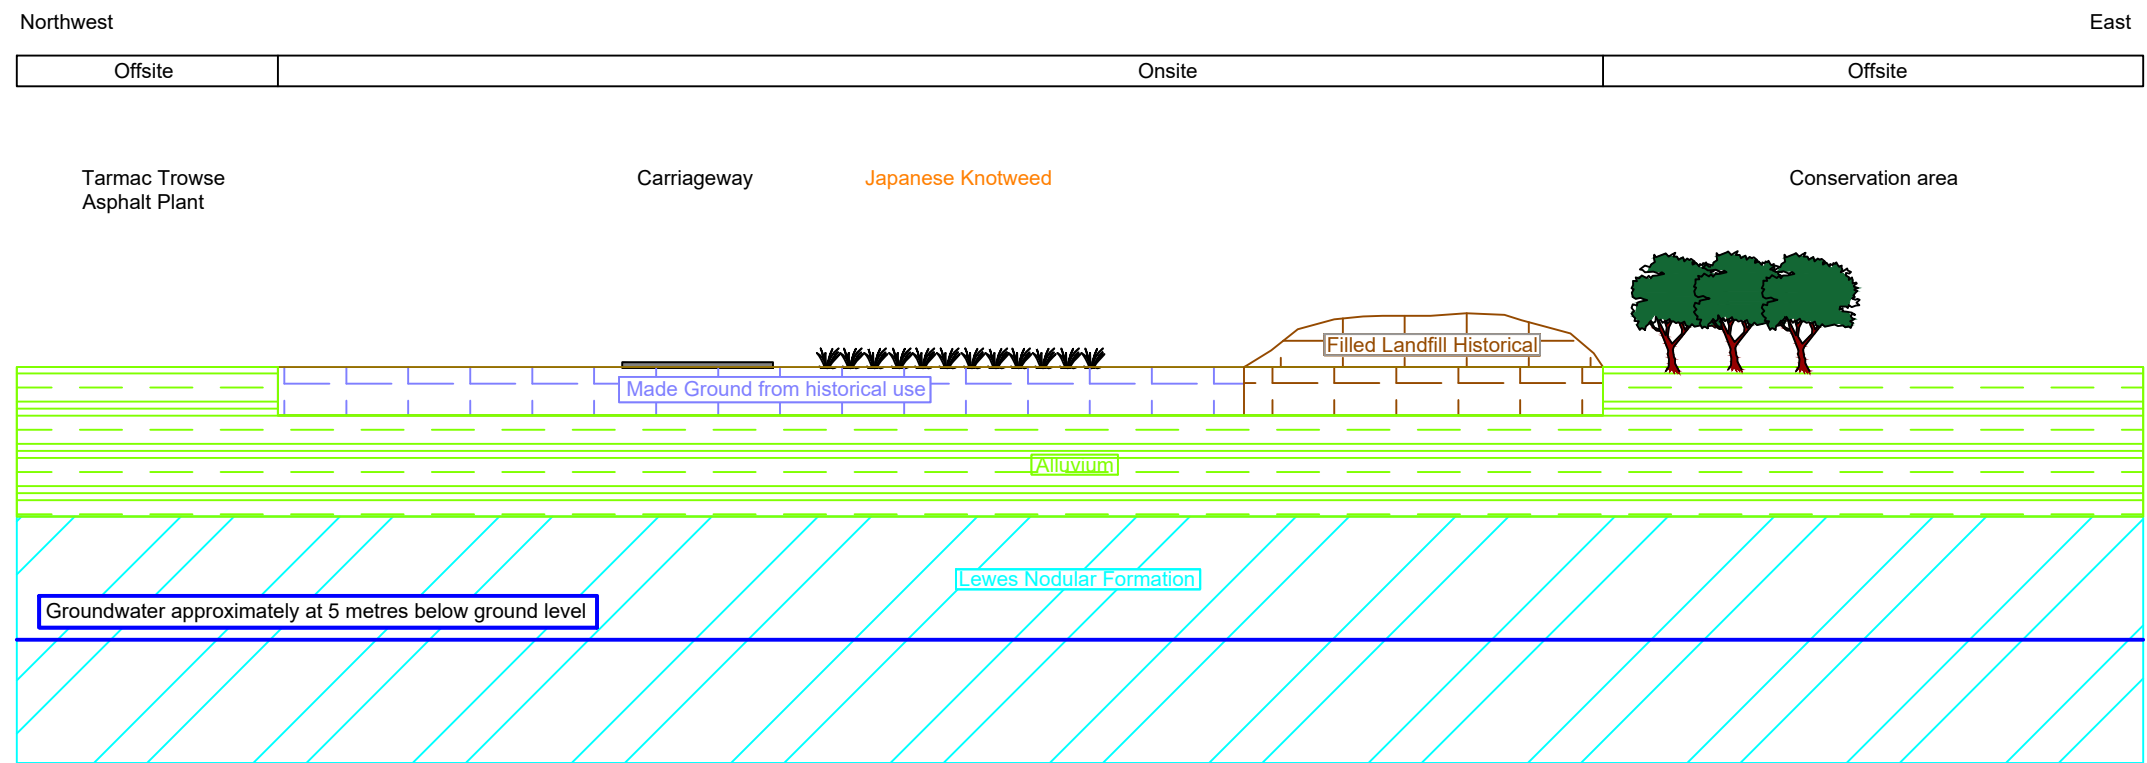 Northwest
East
Offsite
Onsite
Offsite
Tarmac Trowse
Asphalt Plant
Carriageway
Japanese Knotweed
Conservation area
Filled Landfill Historical
Made Ground from historical use
Alluvium
Lewes Nodular Formation
Groundwater approximately at 5 metres below ground level